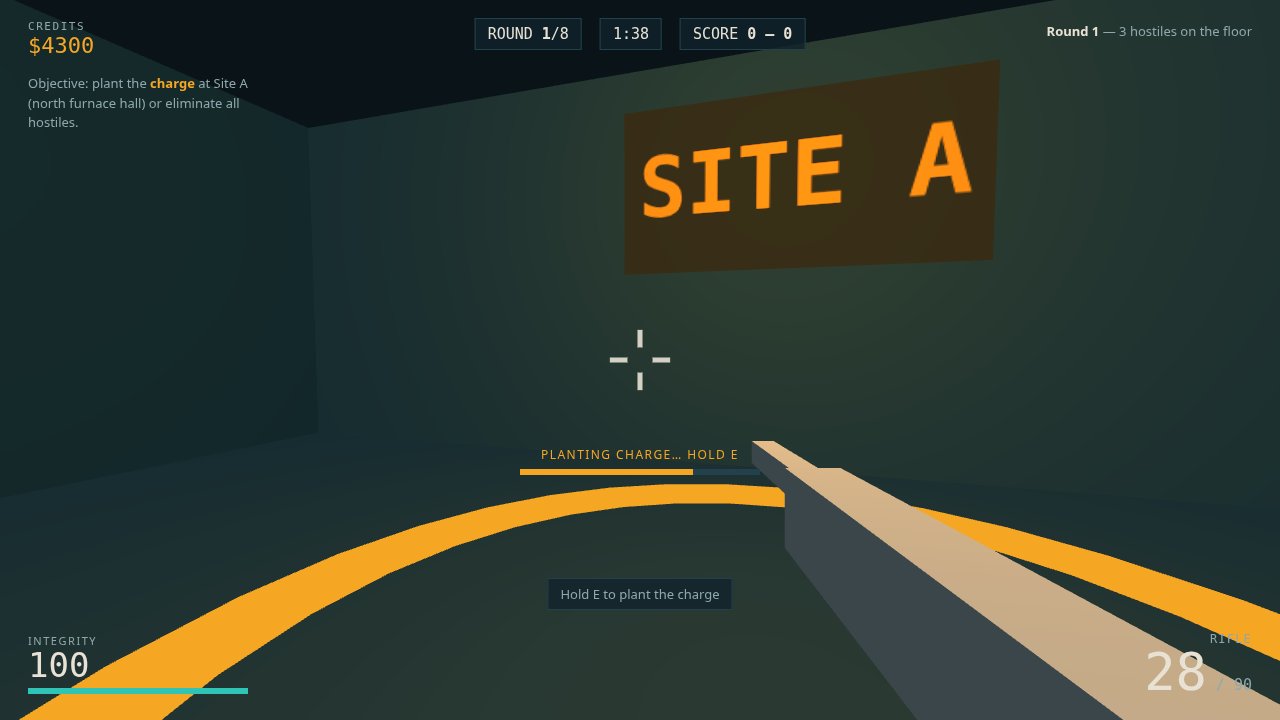 CREDITS
$4300
Objective: plant the charge at Site A
(north furnace hall) or eliminate all
hostiles.
ROUND 1/8
1:38
SCORE 0 — 0
Round 1 — 3 hostiles on the floor
SITE A
PLANTING CHARGE… HOLD E
Hold E to plant the charge
INTEGRITY
100
RIFLE
28 / 90